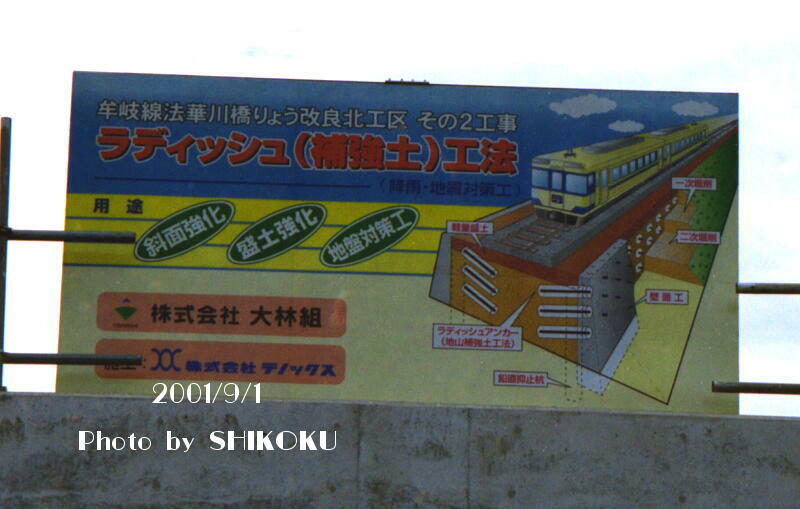 牟岐線法華川橋りょう改良北工区 その2工事
ラディッシュ(補強土)工法
(降雨・地震対策工)
用途
斜面強化
盛土強化
地盤対策工
株式会社 大林組
株式会社 テノックス
軽量盛土
一次掘削
二次掘削
壁面工
ラディッシュアンカー
(地山補強土工法)
鉛直抑止杭
2001/9/1
Photo by SHIKOKU